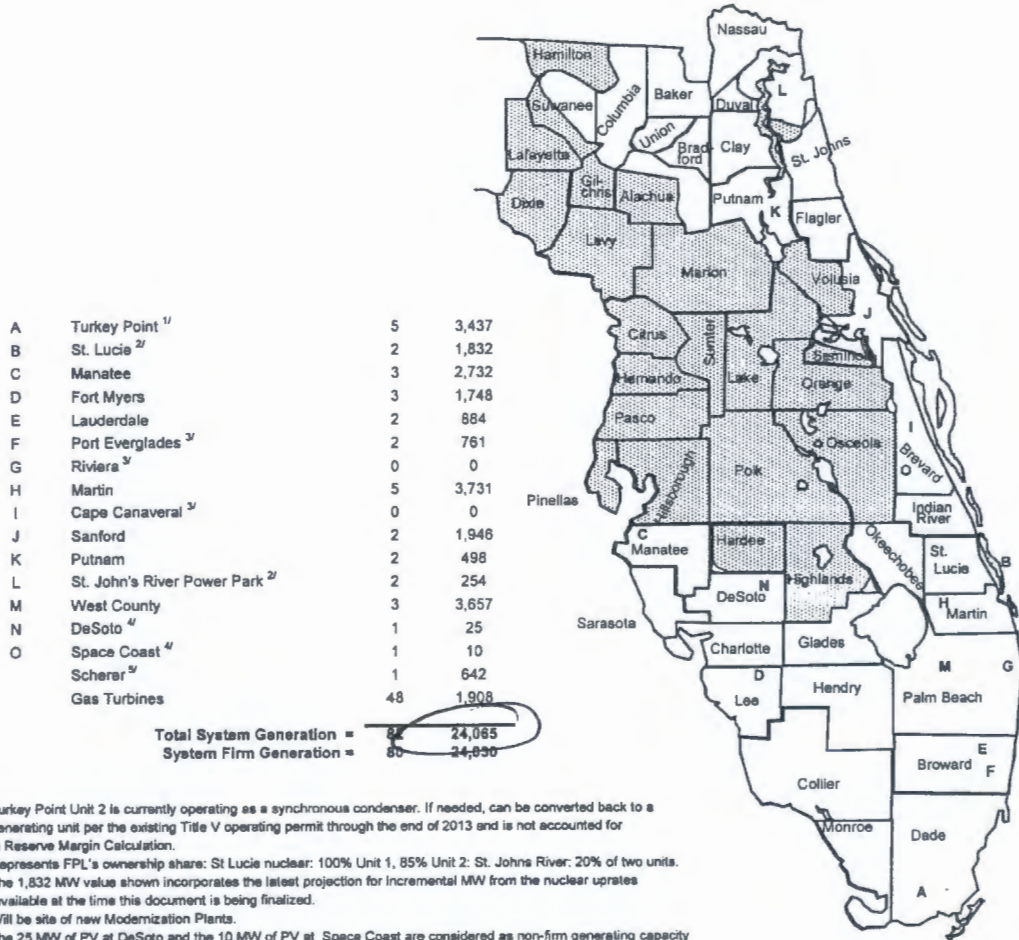 Nassau
Hamilton
L
Baker
Duval
Suwanee
Columbia
Union
Brad-
ford
Clay
St. Johns
Lafayette
Gil-
chris
Alachua
Putnam
K
Dixie
Flagler
Levy
Marion
Volusia
J
Citrus
Sumter
Seminol
Hernando
Lake
Orange
Pasco
I
Osceola
Brevard
O
Polk
Hillsborough
Pinellas
Indian
River
C
Manatee
Hardee
Okeechobee
St.
Lucie
B
N
DeSoto
Highlands
H
Martin
Sarasota
Charlotte
Glades
D
M
G
Lee
Hendry
Palm Beach
E
Broward
F
Collier
Monroe
Dade
A
A Turkey Point 1/ 5 3,437
B St. Lucie 2/ 2 1,832
C Manatee 3 2,732
D Fort Myers 3 1,748
E Lauderdale 2 884
F Port Everglades 3/ 2 761
G Riviera 3/ 0 0
H Martin 5 3,731
I Cape Canaveral 3/ 0 0
J Sanford 2 1,946
K Putnam 2 498
L St. John's River Power Park 2/ 2 254
M West County 3 3,657
N DeSoto 4/ 1 25
O Space Coast 4/ 1 10
Scherer 5/ 1 642
Gas Turbines 48 1,908
Total System Generation = 24,065
System Firm Generation = 80 24,030
urkey Point Unit 2 is currently operating as a synchronous condenser. If needed, can be converted back to a
enerating unit per the existing Title V operating permit through the end of 2013 and is not accounted for
Reserve Margin Calculation.
epresents FPL's ownership share: St Lucie nuclear: 100% Unit 1, 85% Unit 2: St. Johns River: 20% of two units.
he 1,832 MW value shown incorporates the latest projection for incremental MW from the nuclear uprates
vailable at the time this document is being finalized.
Vill be site of new Modernization Plants.
he 25 MW of PV at DeSoto and the 10 MW of PV at Space Coast are considered as non-firm generating capacity